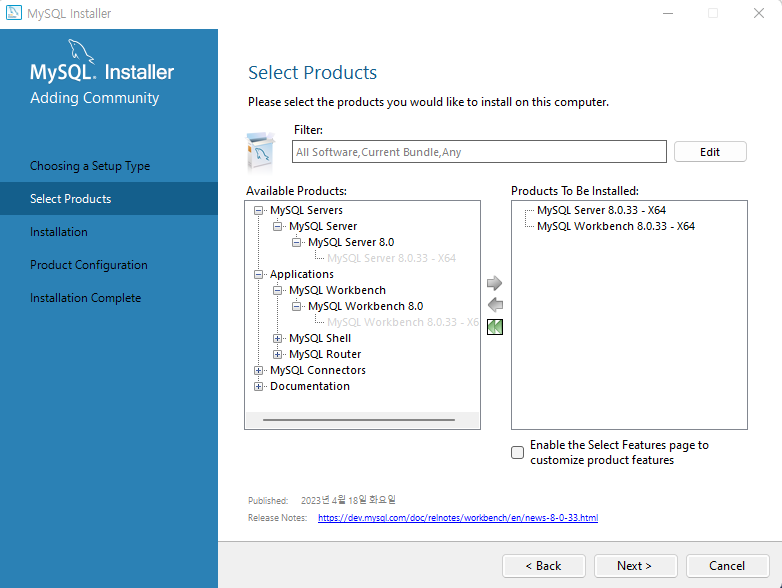 MySQL Installer
MySQL. Installer
Adding Community
Choosing a Setup Type
Select Products
Installation
Product Configuration
Installation Complete
Select Products
Please select the products you would like to install on this computer.
Filter:
All Software,Current Bundle,Any
Edit
Available Products:
MySQL Servers
MySQL Server
MySQL Server 8.0
MySQL Server 8.0.33 - X64
Applications
MySQL Workbench
MySQL Workbench 8.0
MySQL Workbench 8.0.33 - X6
MySQL Shell
MySQL Router
MySQL Connectors
Documentation
Products To Be Installed:
MySQL Server 8.0.33 - X64
MySQL Workbench 8.0.33 - X64
Enable the Select Features page to
customize product features
Published: 2023년 4월 18일 화요일
Release Notes: https://dev.mysql.com/doc/relnotes/workbench/en/news-8-0-33.html
< Back
Next >
Cancel